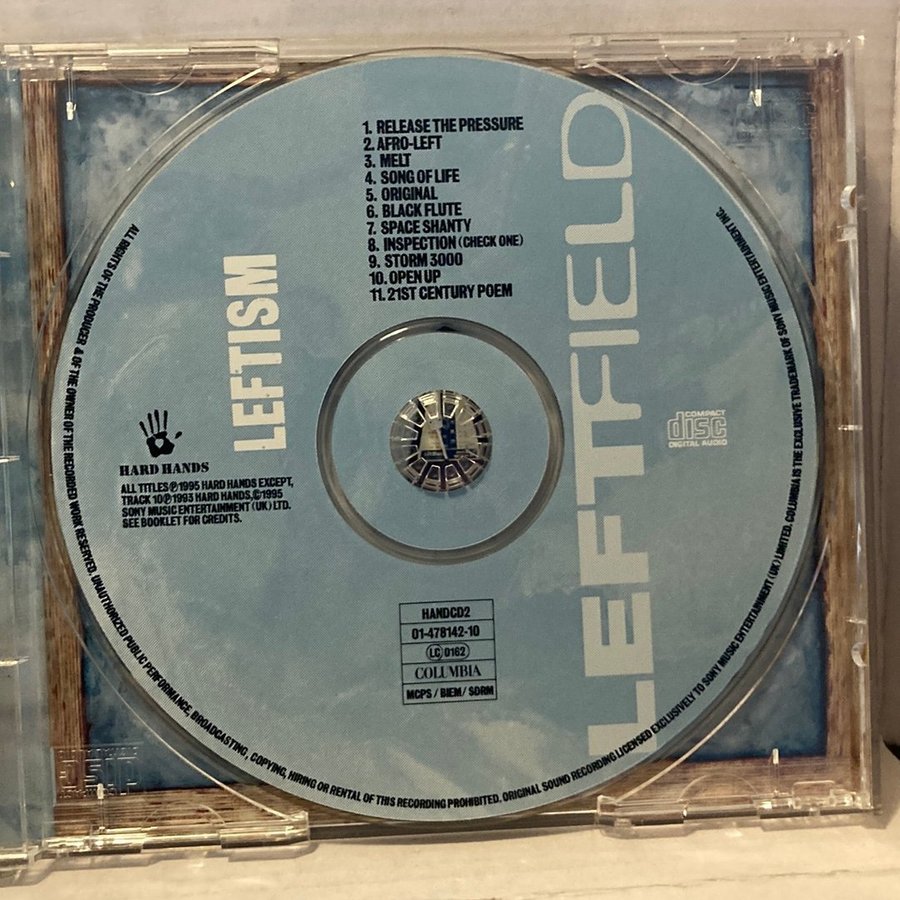 1. RELEASE THE PRESSURE
2. AFRO-LEFT
3. MELT
4. SONG OF LIFE
5. ORIGINAL
6. BLACK FLUTE
7. SPACE SHANTY
8. INSPECTION (CHECK ONE)
9. STORM 3000
10. OPEN UP
11. 21ST CENTURY POEM
LEFTISM
LEFTFIELD
HARD HANDS
ALL TITLES ℗ 1995 HARD HANDS EXCEPT,
TRACK 10 ℗ 1993 HARD HANDS, © 1995
SONY MUSIC ENTERTAINMENT (UK) LTD.
SEE BOOKLET FOR CREDITS.
COMPACT
disc
DIGITAL AUDIO
HANDCD2
01-478142-10
LC 0162
COLUMBIA
MCPS / BIEM / SDRM
ALL RIGHTS OF THE PRODUCER & OF THE OWNER OF THE RECORDED WORK RESERVED. UNAUTHORIZED PUBLIC PERFORMANCE, BROADCASTING, COPYING, HIRING OR RENTAL OF THIS RECORDING PROHIBITED. ORIGINAL SOUND RECORDING LICENSED EXCLUSIVELY TO SONY MUSIC ENTERTAINMENT (UK) LIMITED. COLUMBIA IS THE EXCLUSIVE TRADEMARK OF SONY MUSIC ENTERTAINMENT INC.